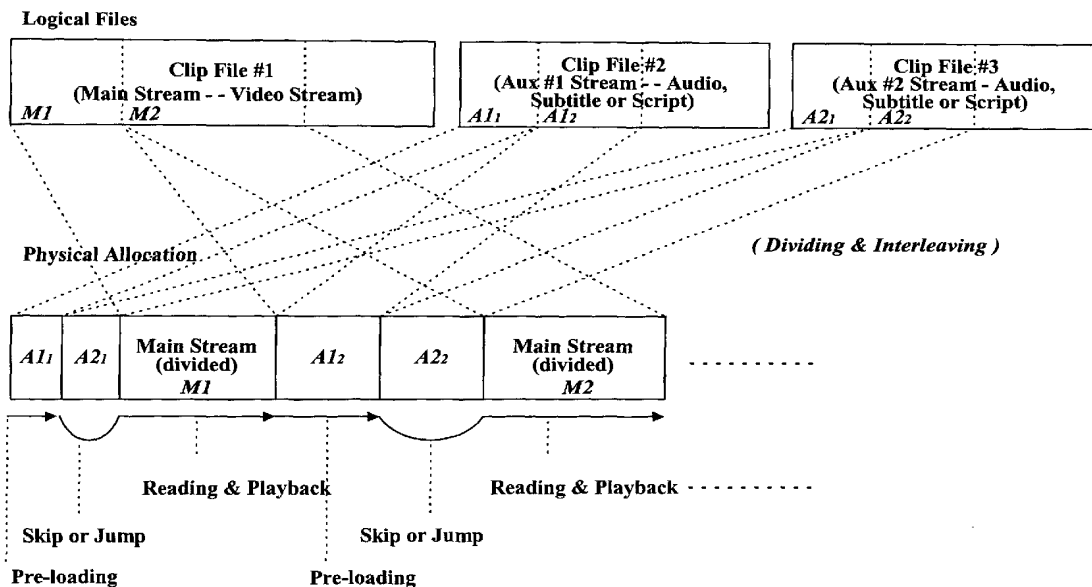 Logical Files
Clip File #1
(Main Stream - - Video Stream)
M1 M2
Clip File #2
(Aux #1 Stream - - Audio,
Subtitle or Script)
A1₁ A1₂
Clip File #3
(Aux #2 Stream - Audio,
Subtitle or Script)
A2₁ A2₂
Physical Allocation
( Dividing & Interleaving )
A1₁
A2₁
Main Stream
(divided)
M1
A1₂
A2₂
Main Stream
(divided)
M2
Reading & Playback
Reading & Playback
Skip or Jump
Skip or Jump
Pre-loading
Pre-loading